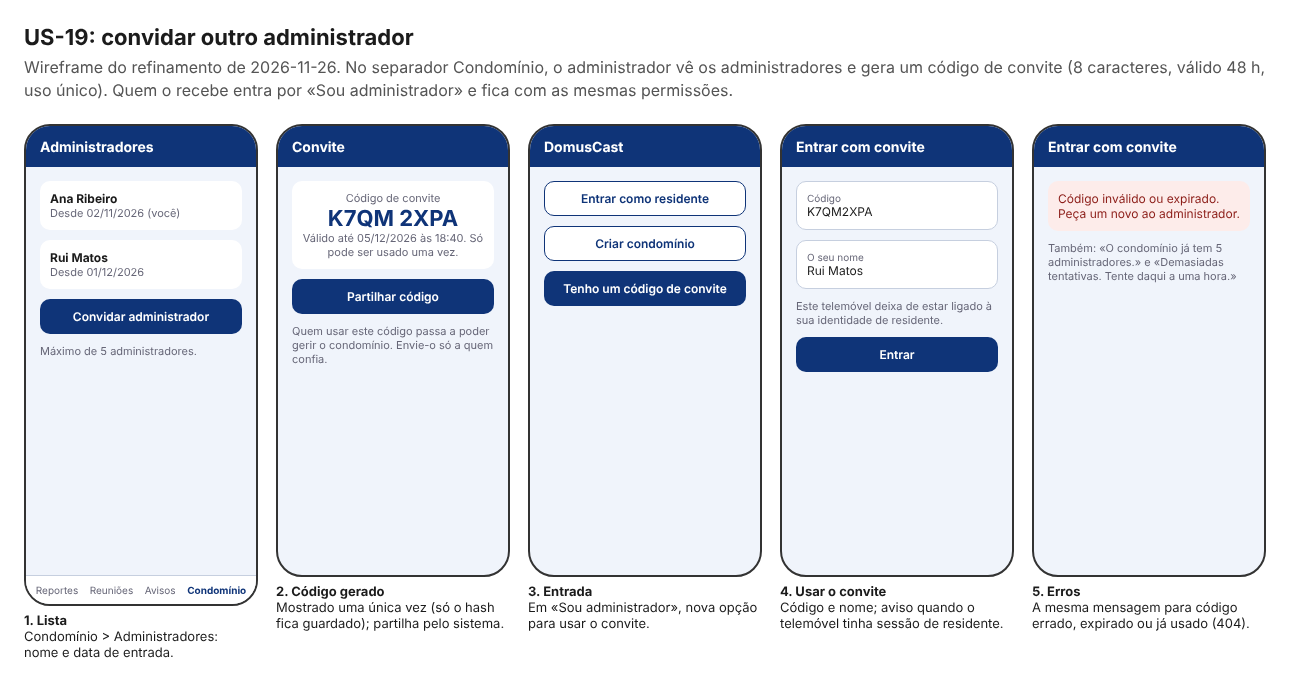 US-19: convidar outro administrador
Wireframe do refinamento de 2026-11-26. No separador Condomínio, o administrador vê os administradores e gera um código de convite (8 caracteres, válido 48 h,
uso único). Quem o recebe entra por «Sou administrador» e fica com as mesmas permissões.
Administradores
Ana Ribeiro
Desde 02/11/2026 (você)
Rui Matos
Desde 01/12/2026
Convidar administrador
Máximo de 5 administradores.
Reportes Reuniões Avisos Condomínio
1. Lista
Condomínio > Administradores:
nome e data de entrada.
Convite
Código de convite
K7QM 2XPA
Válido até 05/12/2026 às 18:40. Só
pode ser usado uma vez.
Partilhar código
Quem usar este código passa a poder
gerir o condomínio. Envie-o só a quem
confia.
2. Código gerado
Mostrado uma única vez (só o hash
fica guardado); partilha pelo sistema.
DomusCast
Entrar como residente
Criar condomínio
Tenho um código de convite
3. Entrada
Em «Sou administrador», nova opção
para usar o convite.
Entrar com convite
Código
K7QM2XPA
O seu nome
Rui Matos
Este telemóvel deixa de estar ligado à
sua identidade de residente.
Entrar
4. Usar o convite
Código e nome; aviso quando o
telemóvel tinha sessão de residente.
Entrar com convite
Código inválido ou expirado.
Peça um novo ao administrador.
Também: «O condomínio já tem 5
administradores.» e «Demasiadas
tentativas. Tente daqui a uma hora.»
5. Erros
A mesma mensagem para código
errado, expirado ou já usado (404).